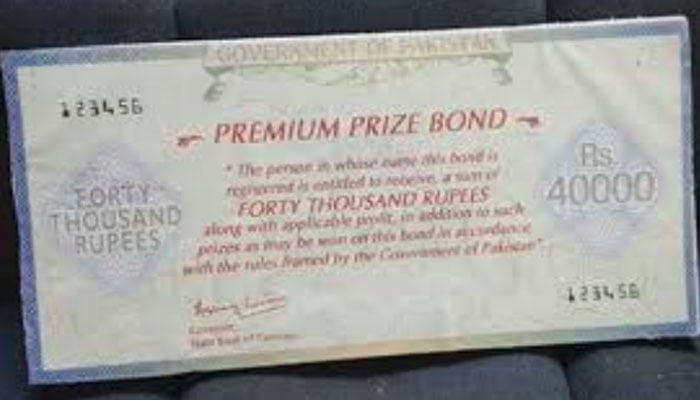 GOVERNMENT OF PAKISTAN
123456
PREMIUM PRIZE BOND
* The person in whose name this bond is
registered is entitled to receive, a sum of
FORTY THOUSAND RUPEES
along with applicable profit, in addition to such
prizes as may be won on this bond in accordance
with the rules framed by the Government of Pakistan"
FORTY
THOUSAND
RUPEES
Rs.
40000
Governor
State Bank of Pakistan
123456